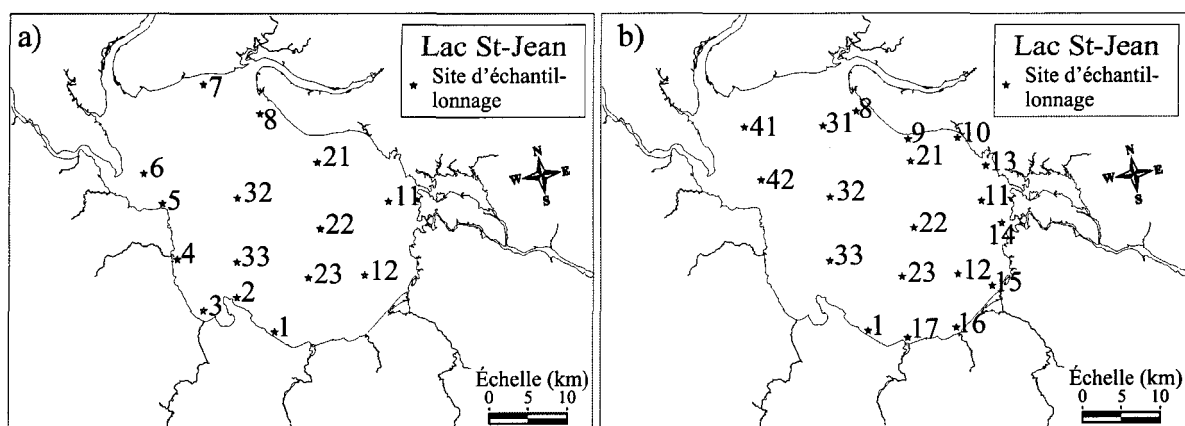 a)
Lac St-Jean
Site d'échantil-
lonnage
7
8
21
6
5
32
11
22
4
33
23
12
2
3
1
N
W E
S
Échelle (km)
0 10
b)
Lac St-Jean
Site d'échantil-
lonnage
41
31
8
9
10
21
13
42
32
11
22
14
33
23
12
15
1
17
16
N
W E
S
Échelle (km)
0 10